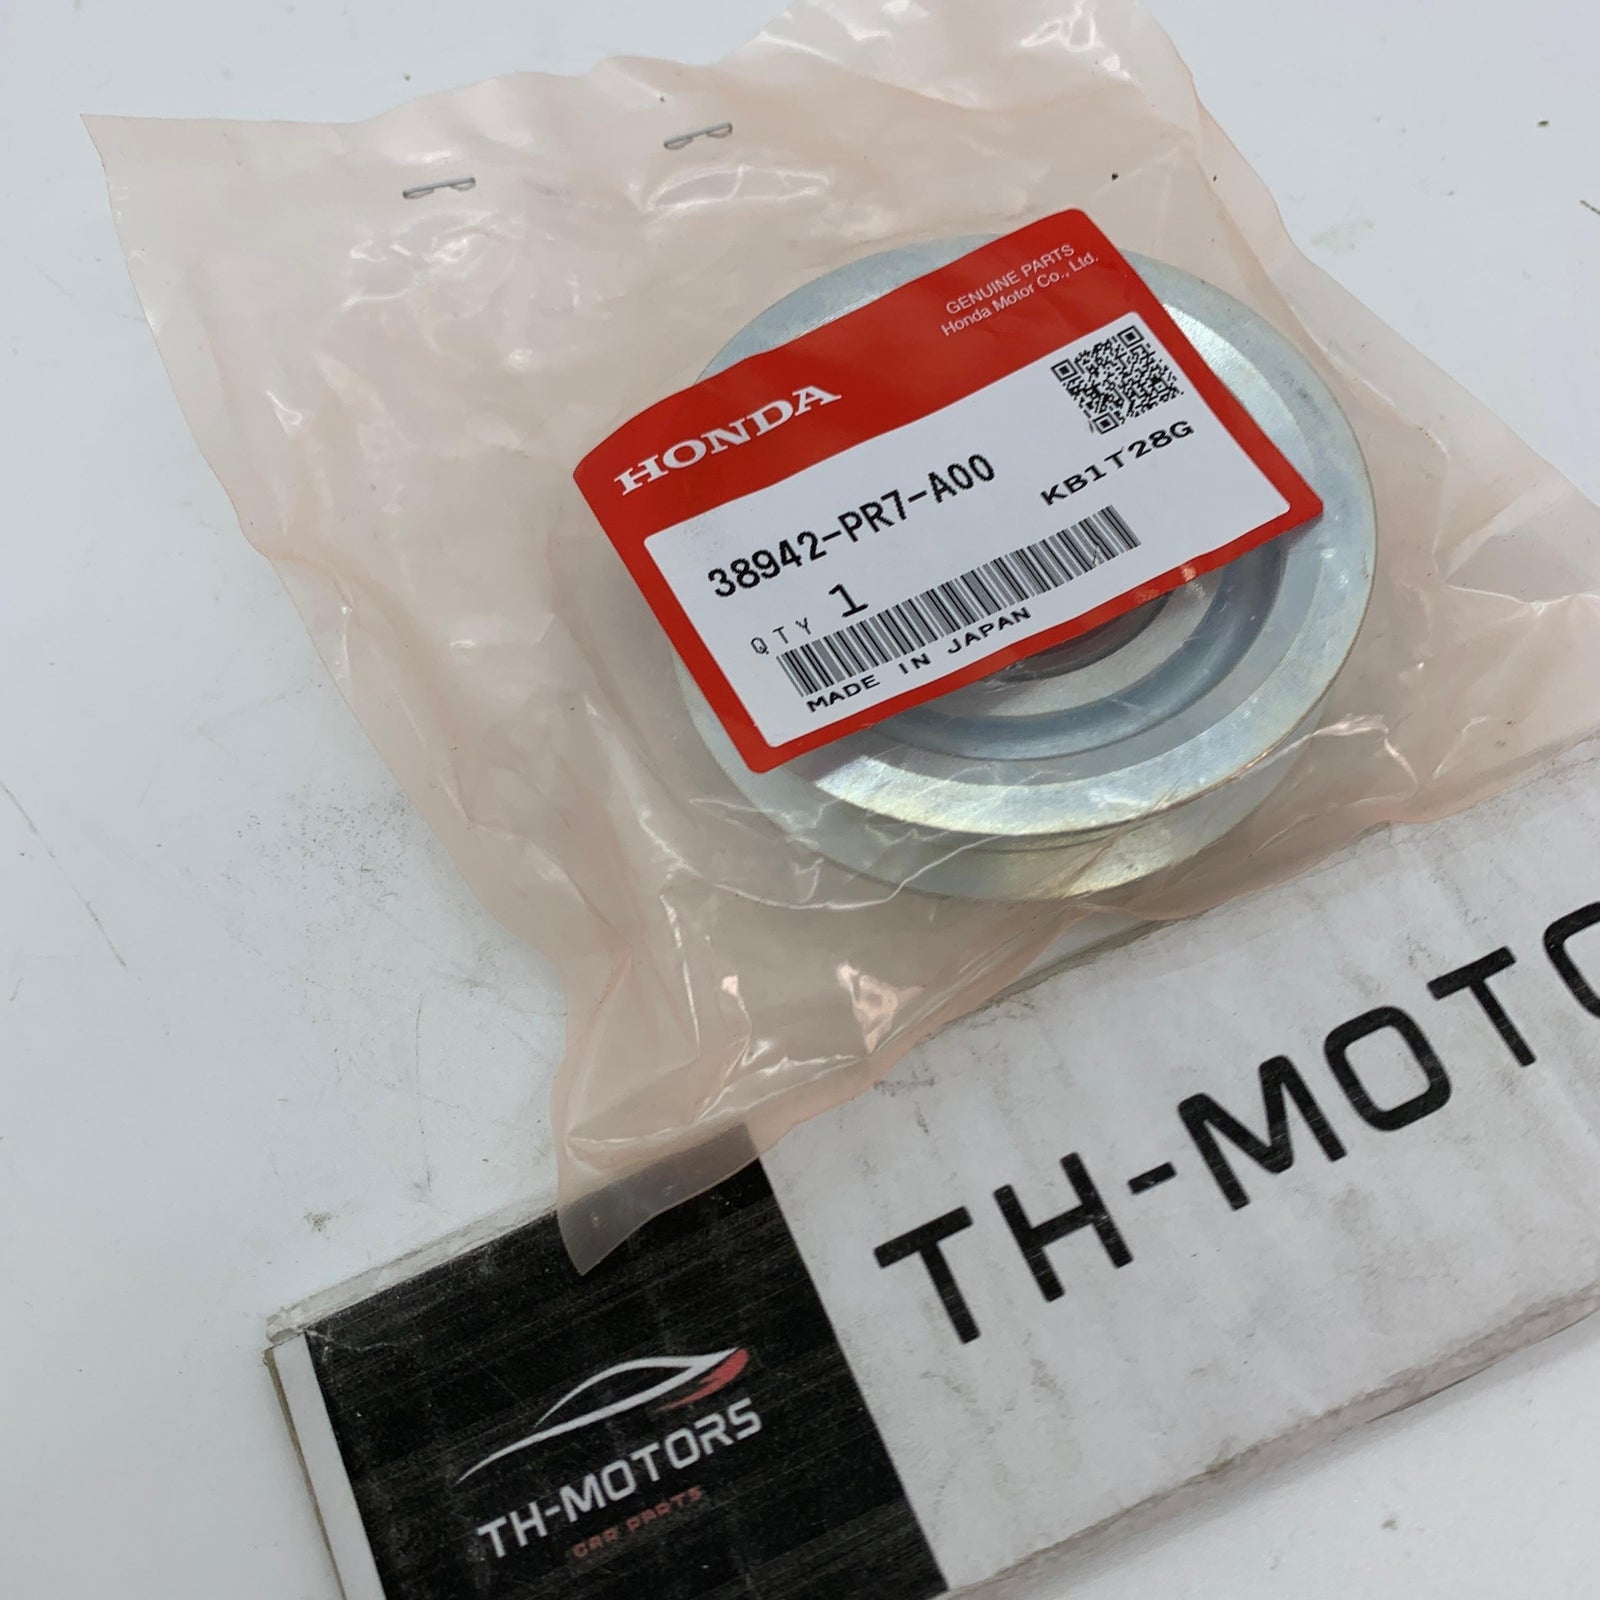 GENUINE PARTS
Honda Motor Co., Ltd.
HONDA
38942-PR7-A00
KB1T28G
QTY 1
MADE IN JAPAN
TH-MOTO
TH-MOTORS
CAR PARTS